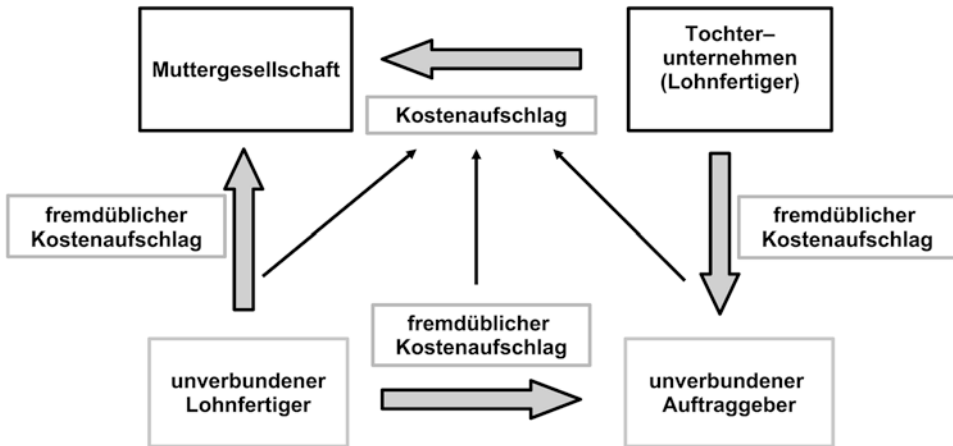 Muttergesellschaft
Tochter–
unternehmen
(Lohnfertiger)
Kostenaufschlag
fremdüblicher
Kostenaufschlag
fremdüblicher
Kostenaufschlag
fremdüblicher
Kostenaufschlag
unverbundener
Lohnfertiger
unverbundener
Auftraggeber